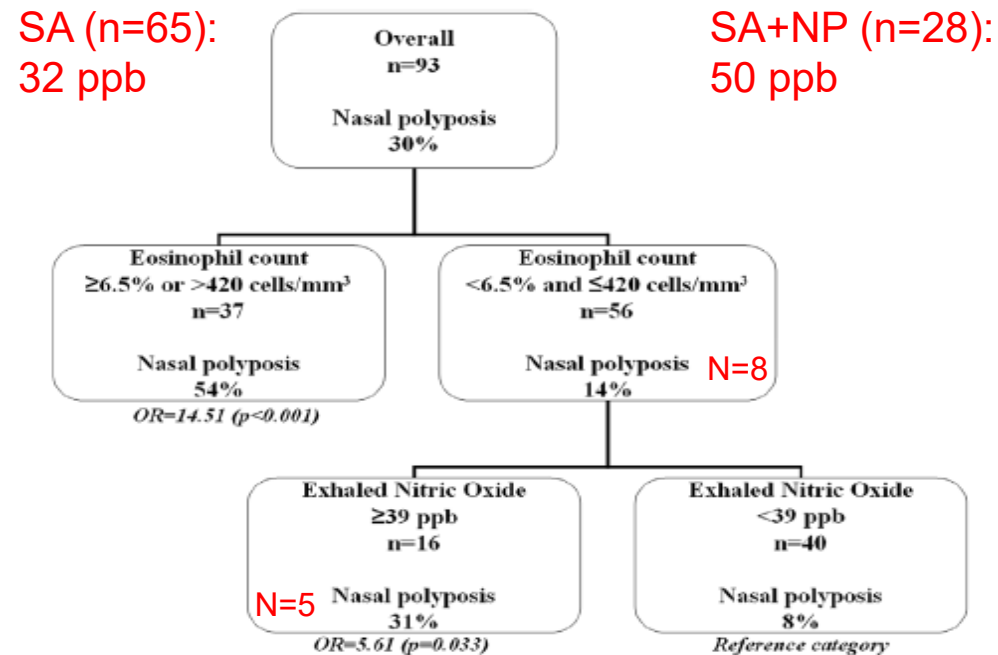 SA (n=65):
32 ppb
SA+NP (n=28):
50 ppb
Overall
n=93
Nasal polyposis
30%
Eosinophil count
≥6.5% or >420 cells/mm³
n=37
Nasal polyposis
54%
OR=14.51 (p<0.001)
Eosinophil count
<6.5% and ≤420 cells/mm³
n=56
Nasal polyposis
14%
N=8
Exhaled Nitric Oxide
≥39 ppb
n=16
N=5
Nasal polyposis
31%
OR=5.61 (p=0.033)
Exhaled Nitric Oxide
<39 ppb
n=40
Nasal polyposis
8%
Reference category